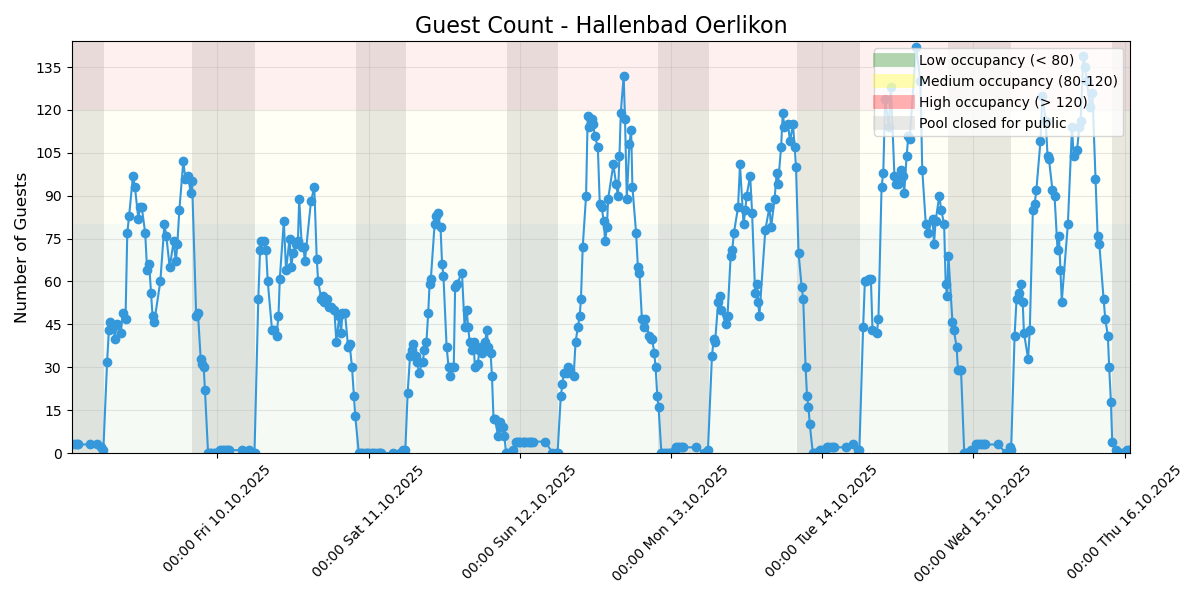 Guest Count - Hallenbad Oerlikon
Number of Guests
135
120
105
90
75
60
45
30
15
0
Low occupancy (< 80)
Medium occupancy (80-120)
High occupancy (> 120)
Pool closed for public
00:00 Fri 10.10.2025
00:00 Sat 11.10.2025
00:00 Sun 12.10.2025
00:00 Mon 13.10.2025
00:00 Tue 14.10.2025
00:00 Wed 15.10.2025
00:00 Thu 16.10.2025